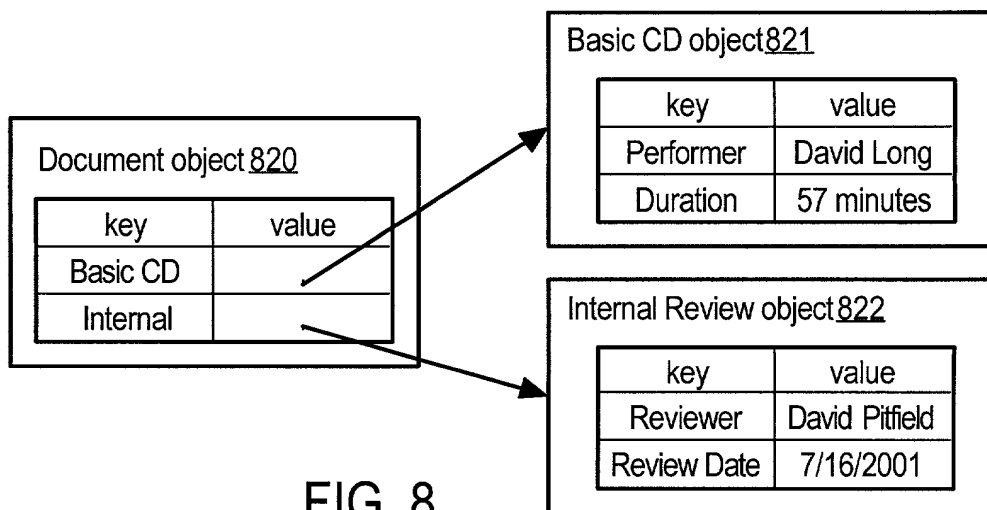 Document object 820
key value
Basic CD
Internal
Basic CD object 821
key value
Performer David Long
Duration 57 minutes
Internal Review object 822
key value
Reviewer David Pitfield
Review Date 7/16/2001
FIG. 8